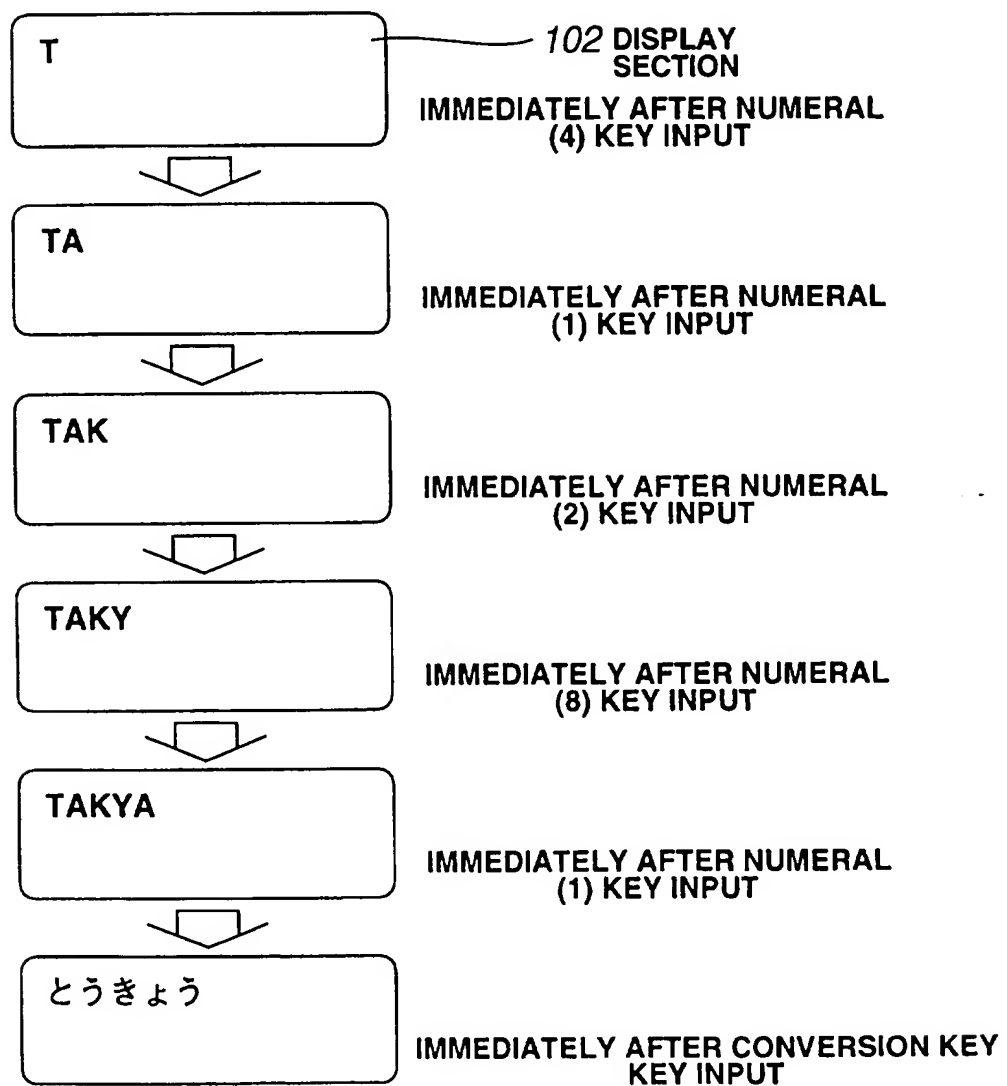 T
102 DISPLAY
SECTION
IMMEDIATELY AFTER NUMERAL
(4) KEY INPUT
TA
IMMEDIATELY AFTER NUMERAL
(1) KEY INPUT
TAK
IMMEDIATELY AFTER NUMERAL
(2) KEY INPUT
TAKY
IMMEDIATELY AFTER NUMERAL
(8) KEY INPUT
TAKYA
IMMEDIATELY AFTER NUMERAL
(1) KEY INPUT
とうきょう
IMMEDIATELY AFTER CONVERSION KEY
KEY INPUT